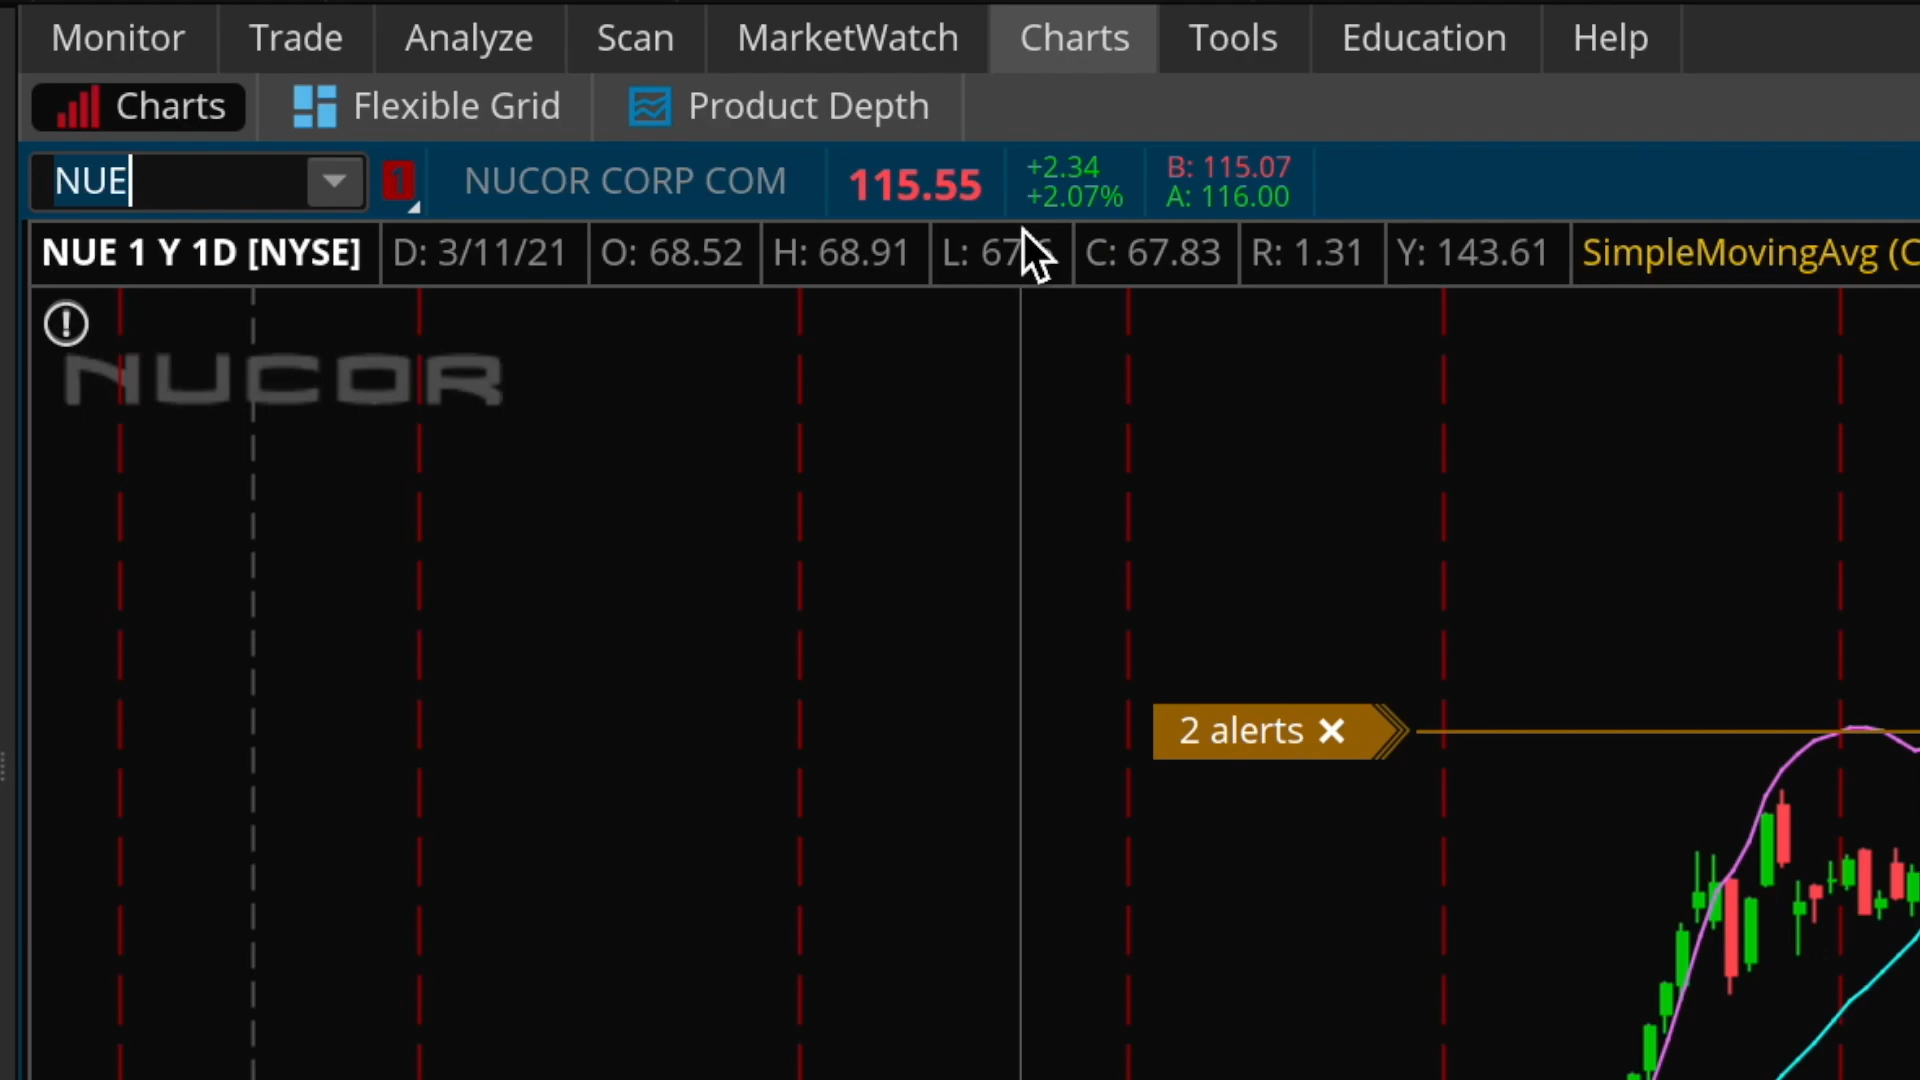 Monitor Trade Analyze Scan MarketWatch Charts Tools Education Help
Charts Flexible Grid Product Depth
NUE 1 NUCOR CORP COM 115.55 +2.34 B: 115.07
+2.07% A: 116.00
NUE 1 Y 1D [NYSE] D: 3/11/21 O: 68.52 H: 68.91 L: C: 67.83 R: 1.31 Y: 143.61 SimpleMovingAvg (C
NUCOR
2 alerts